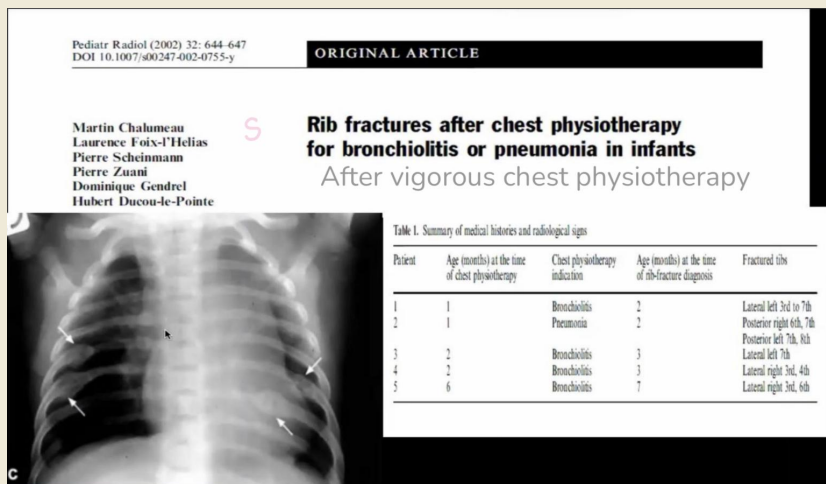 Pediatr Radiol (2002) 32: 644–647
DOI 10.1007/s00247-002-0755-y
ORIGINAL ARTICLE
Martin Chalumeau
Laurence Foix-l'Helias
Pierre Scheinmann
Pierre Zuani
Dominique Gendrel
Hubert Ducou-le-Pointe
S
Rib fractures after chest physiotherapy
for bronchiolitis or pneumonia in infants
After vigorous chest physiotherapy
Table 1. Summary of medical histories and radiological signs
Patient Age (months) at the time Chest physiotherapy Age (months) at the time Fractured ribs
of chest physiotherapy indication of rib-fracture diagnosis
1 1 Bronchiolitis 2 Lateral left 3rd to 7th
2 1 Pneumonia 2 Posterior right 6th, 7th
Posterior left 7th, 8th
3 2 Bronchiolitis 3 Lateral left 7th
4 2 Bronchiolitis 3 Lateral right 3rd, 4th
5 6 Bronchiolitis 7 Lateral right 3rd, 6th
C